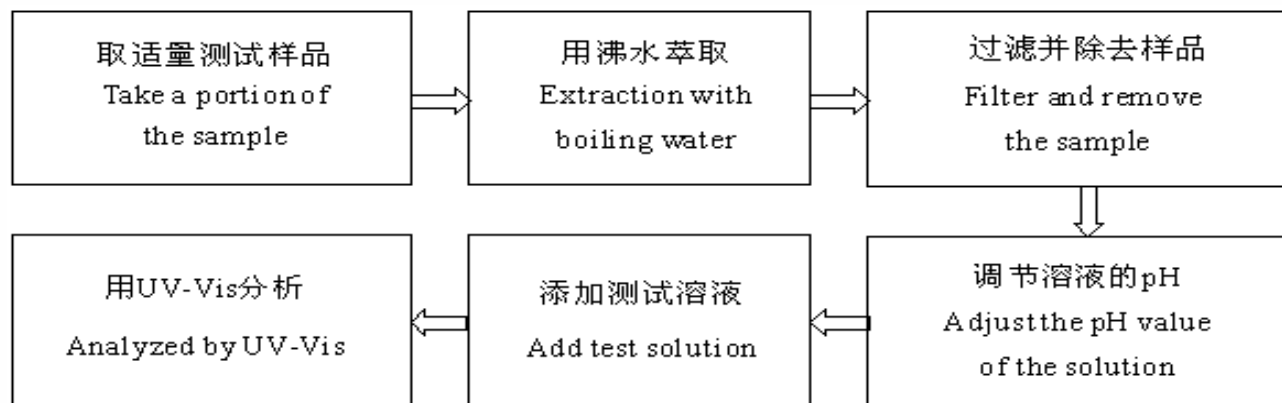 取适量测试样品
Take a portion of
the sample
用沸水萃取
Extraction with
boiling water
过滤并除去样品
Filter and remove
the sample
调节溶液的pH
Adjust the pH value
of the solution
添加测试溶液
Add test solution
用UV-Vis分析
Analyzed by UV-Vis